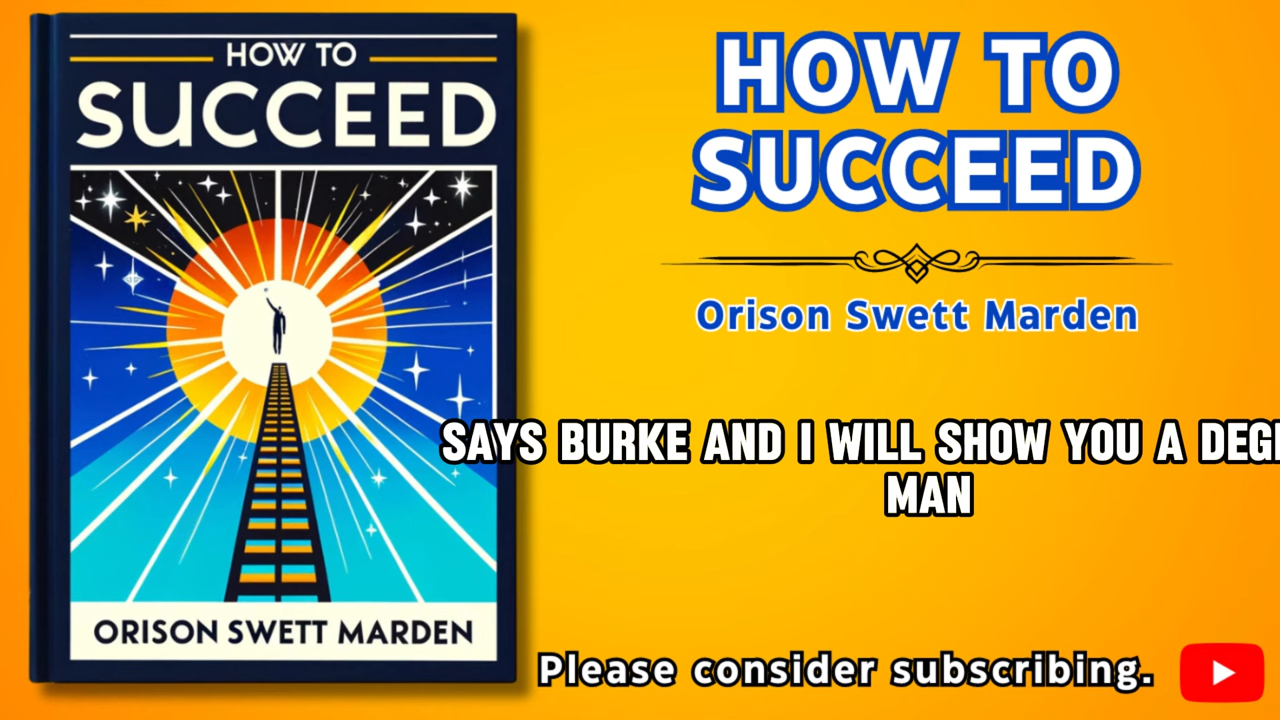 HOW TO
SUCCEED
ORISON SWETT MARDEN
HOW TO
SUCCEED
Orison Swett Marden
SAYS BURKE AND I WILL SHOW YOU A
MAN
Please consider subscribing.